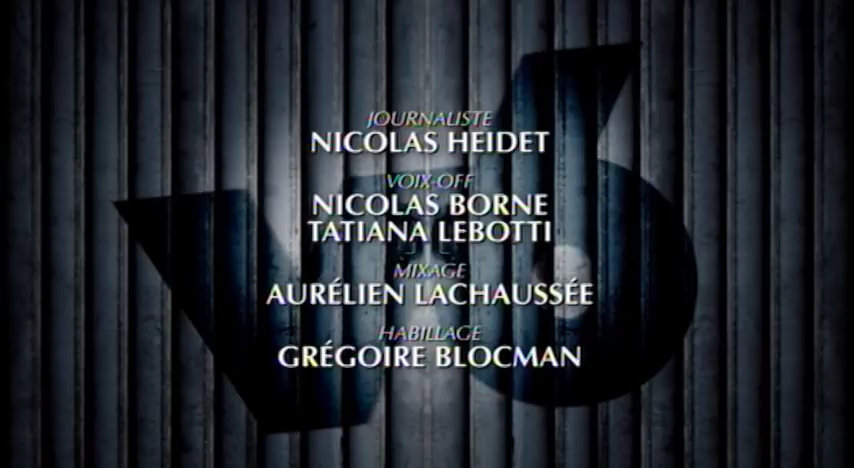 JOURNALISTE
NICOLAS HEIDET
VOIX-OFF
NICOLAS BORNE
TATIANA LEBOTTI
MIXAGE
AURÉLIEN LACHAUSSÉE
HABILLAGE
GRÉGOIRE BLOCMAN